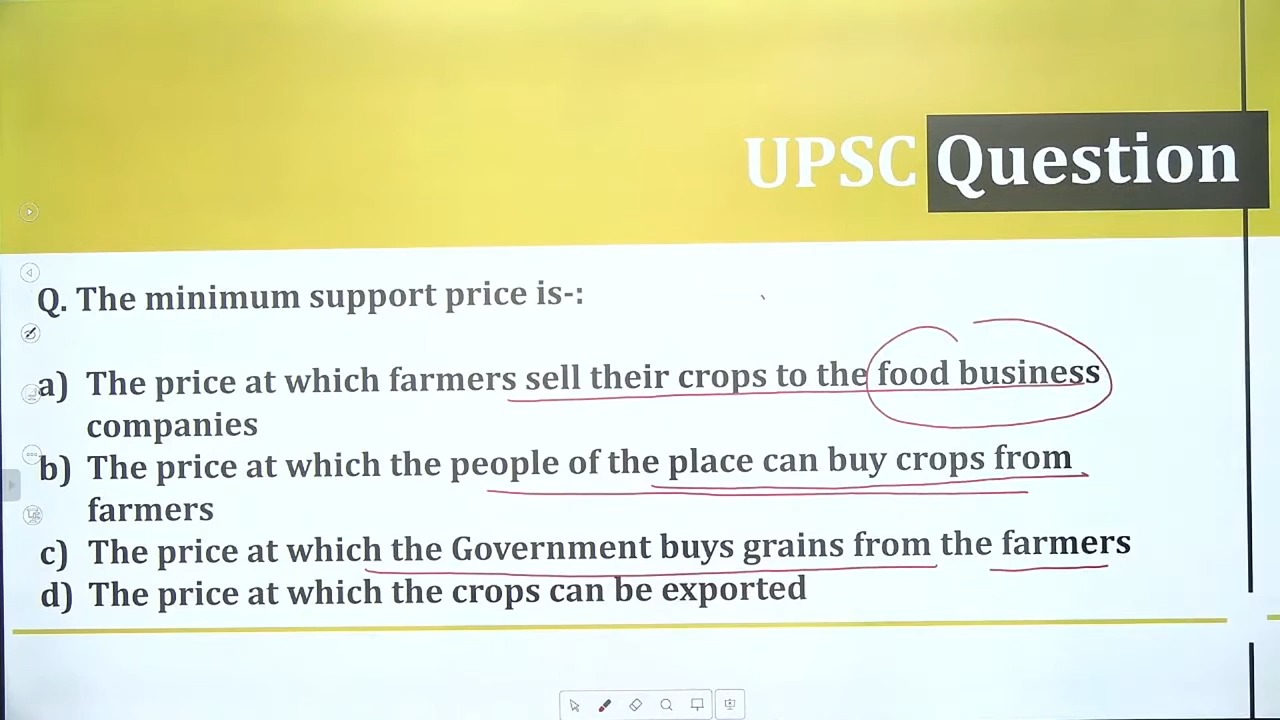 UPSC Question
Q. The minimum support price is-:
a) The price at which farmers sell their crops to the food business
companies
b) The price at which the people of the place can buy crops from
farmers
c) The price at which the Government buys grains from the farmers
d) The price at which the crops can be exported